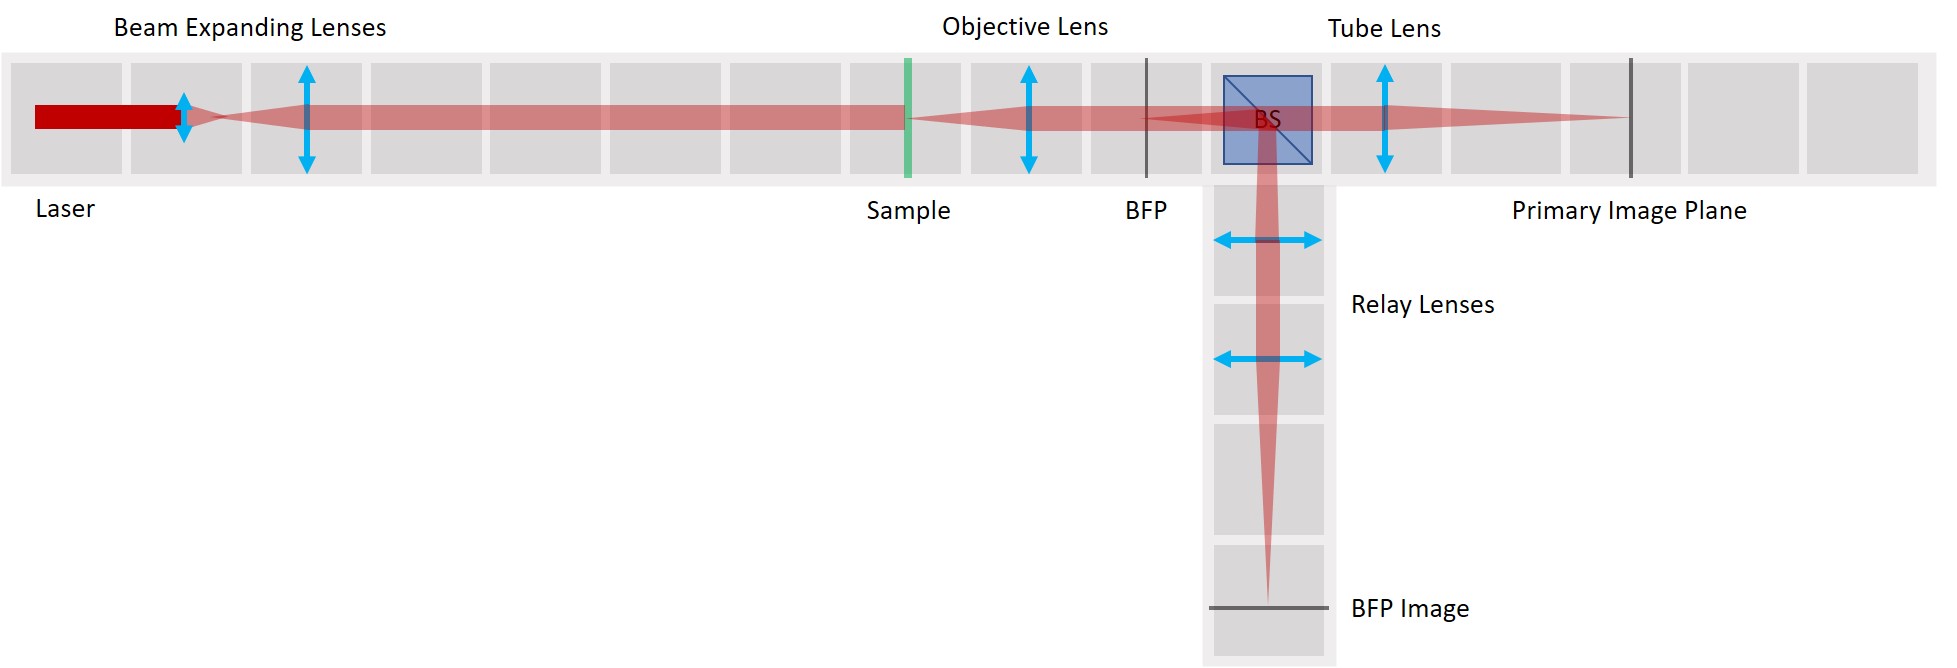 Beam Expanding Lenses
Objective Lens
Tube Lens
BS
Laser
Sample
BFP
Primary Image Plane
Relay Lenses
BFP Image